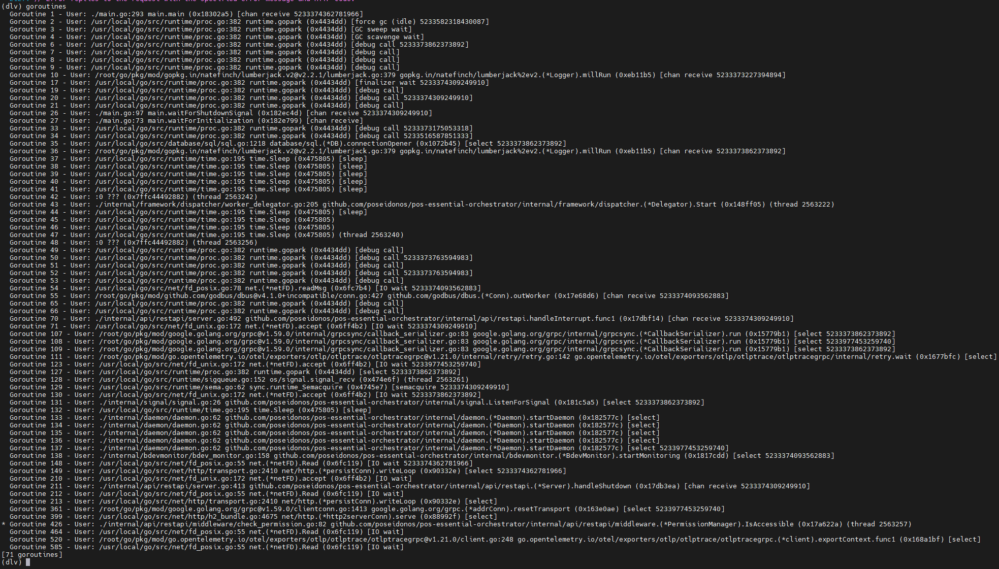 (dlv) goroutines
  Goroutine 1 - User: ./main.go:293 main.main (0x18302a5) [chan receive 5233374362781966]
  Goroutine 2 - User: /usr/local/go/src/runtime/proc.go:382 runtime.gopark (0x4434dd) [force gc (idle) 5233582318430087]
  Goroutine 3 - User: /usr/local/go/src/runtime/proc.go:382 runtime.gopark (0x4434dd) [GC sweep wait]
  Goroutine 4 - User: /usr/local/go/src/runtime/proc.go:382 runtime.gopark (0x4434dd) [GC scavenge wait]
  Goroutine 6 - User: /usr/local/go/src/runtime/proc.go:382 runtime.gopark (0x4434dd) [debug call 5233373862373892]
  Goroutine 7 - User: /usr/local/go/src/runtime/proc.go:382 runtime.gopark (0x4434dd) [debug call]
  Goroutine 8 - User: /usr/local/go/src/runtime/proc.go:382 runtime.gopark (0x4434dd) [debug call]
  Goroutine 9 - User: /usr/local/go/src/runtime/proc.go:382 runtime.gopark (0x4434dd) [debug call]
  Goroutine 10 - User: /root/go/pkg/mod/gopkg.in/natefinch/lumberjack.v2@v2.2.1/lumberjack.go:379 gopkg.in/natefinch/lumberjack%2ev2.(*Logger).millRun (0xeb11b5) [chan receive 5233373227394894]
  Goroutine 17 - User: /usr/local/go/src/runtime/proc.go:382 runtime.gopark (0x4434dd) [finalizer wait 5233374309249910]
  Goroutine 19 - User: /usr/local/go/src/runtime/proc.go:382 runtime.gopark (0x4434dd) [debug call]
  Goroutine 20 - User: /usr/local/go/src/runtime/proc.go:382 runtime.gopark (0x4434dd) [debug call 5233374309249910]
  Goroutine 21 - User: /usr/local/go/src/runtime/proc.go:382 runtime.gopark (0x4434dd) [debug call]
  Goroutine 26 - User: ./main.go:97 main.waitForShutdownSignal (0x182ec4d) [chan receive 5233374309249910]
  Goroutine 27 - User: ./main.go:73 main.waitForInitialization (0x182e799) [chan receive]
  Goroutine 33 - User: /usr/local/go/src/runtime/proc.go:382 runtime.gopark (0x4434dd) [debug call 5233373175053318]
  Goroutine 34 - User: /usr/local/go/src/runtime/proc.go:382 runtime.gopark (0x4434dd) [debug call 5233516587851333]
  Goroutine 35 - User: /usr/local/go/src/database/sql/sql.go:1218 database/sql.(*DB).connectionOpener (0x1072b45) [select 5233373862373892]
  Goroutine 36 - User: /root/go/pkg/mod/gopkg.in/natefinch/lumberjack.v2@v2.2.1/lumberjack.go:379 gopkg.in/natefinch/lumberjack%2ev2.(*Logger).millRun (0xeb11b5) [chan receive 5233373862373892]
  Goroutine 37 - User: /usr/local/go/src/runtime/time.go:195 time.Sleep (0x475805) [sleep]
  Goroutine 38 - User: /usr/local/go/src/runtime/time.go:195 time.Sleep (0x475805) [sleep]
  Goroutine 39 - User: /usr/local/go/src/runtime/time.go:195 time.Sleep (0x475805) [sleep]
  Goroutine 40 - User: /usr/local/go/src/runtime/time.go:195 time.Sleep (0x475805) [sleep]
  Goroutine 41 - User: /usr/local/go/src/runtime/time.go:195 time.Sleep (0x475805) [sleep]
  Goroutine 42 - User: :0 ??? (0x7ffc44492882) (thread 2563242)
  Goroutine 43 - User: ./internal/framework/dispatcher/worker_delegator.go:205 github.com/poseidonos/pos-essential-orchestrator/internal/framework/dispatcher.(*Delegator).Start (0x148ff05) (thread 2563222)
  Goroutine 44 - User: /usr/local/go/src/runtime/time.go:195 time.Sleep (0x475805) [sleep]
  Goroutine 45 - User: /usr/local/go/src/runtime/time.go:195 time.Sleep (0x475805)
  Goroutine 46 - User: /usr/local/go/src/runtime/time.go:195 time.Sleep (0x475805)
  Goroutine 47 - User: /usr/local/go/src/runtime/time.go:195 time.Sleep (0x475805) (thread 2563240)
  Goroutine 48 - User: :0 ??? (0x7ffc44492882) (thread 2563256)
  Goroutine 49 - User: /usr/local/go/src/runtime/proc.go:382 runtime.gopark (0x4434dd) [debug call]
  Goroutine 50 - User: /usr/local/go/src/runtime/proc.go:382 runtime.gopark (0x4434dd) [debug call 5233373763594983]
  Goroutine 51 - User: /usr/local/go/src/runtime/proc.go:382 runtime.gopark (0x4434dd) [debug call]
  Goroutine 52 - User: /usr/local/go/src/runtime/proc.go:382 runtime.gopark (0x4434dd) [debug call 5233373763594983]
  Goroutine 53 - User: /usr/local/go/src/runtime/proc.go:382 runtime.gopark (0x4434dd) [debug call]
  Goroutine 54 - User: /usr/local/go/src/net/fd_posix.go:78 net.(*netFD).readMsg (0x6fc7b4) [IO wait 5233374093562883]
  Goroutine 55 - User: /root/go/pkg/mod/github.com/godbus/dbus@v4.1.0+incompatible/conn.go:427 github.com/godbus/dbus.(*Conn).outWorker (0x17e68d6) [chan receive 5233374093562883]
  Goroutine 65 - User: /usr/local/go/src/runtime/proc.go:382 runtime.gopark (0x4434dd) [debug call]
  Goroutine 66 - User: /usr/local/go/src/runtime/proc.go:382 runtime.gopark (0x4434dd) [debug call]
  Goroutine 70 - User: ./internal/api/restapi/server.go:492 github.com/poseidonos/pos-essential-orchestrator/internal/api/restapi.handleInterrupt.func1 (0x17dbf14) [chan receive 5233374309249910]
  Goroutine 71 - User: /usr/local/go/src/net/fd_unix.go:172 net.(*netFD).accept (0x6ff4b2) [IO wait 5233374309249910]
  Goroutine 107 - User: /root/go/pkg/mod/google.golang.org/grpc@v1.59.0/internal/grpcsync/callback_serializer.go:83 google.golang.org/grpc/internal/grpcsync.(*CallbackSerializer).run (0x15779b1) [select 5233373862373892]
  Goroutine 108 - User: /root/go/pkg/mod/google.golang.org/grpc@v1.59.0/internal/grpcsync/callback_serializer.go:83 google.golang.org/grpc/internal/grpcsync.(*CallbackSerializer).run (0x15779b1) [select 5233977453259740]
  Goroutine 109 - User: /root/go/pkg/mod/google.golang.org/grpc@v1.59.0/internal/grpcsync/callback_serializer.go:83 google.golang.org/grpc/internal/grpcsync.(*CallbackSerializer).run (0x15779b1) [select 5233373862373892]
  Goroutine 111 - User: /root/go/pkg/mod/go.opentelemetry.io/otel/exporters/otlp/otlptrace/otlptracegrpc@v1.21.0/internal/retry/retry.go:142 go.opentelemetry.io/otel/exporters/otlp/otlptrace/otlptracegrpc/internal/retry.wait (0x1677bfc) [select]
  Goroutine 123 - User: /usr/local/go/src/net/fd_unix.go:172 net.(*netFD).accept (0x6ff4b2) [IO wait 5233977453259740]
  Goroutine 127 - User: /usr/local/go/src/runtime/proc.go:382 runtime.gopark (0x4434dd) [select 5233373862373892]
  Goroutine 128 - User: /usr/local/go/src/runtime/sigqueue.go:152 os/signal.signal_recv (0x474e6f) (thread 2563261)
  Goroutine 129 - User: /usr/local/go/src/runtime/sema.go:62 sync.runtime_Semacquire (0x4745e7) [semacquire 5233374309249910]
  Goroutine 130 - User: /usr/local/go/src/net/fd_unix.go:172 net.(*netFD).accept (0x6ff4b2) [IO wait 5233373862373892]
  Goroutine 131 - User: ./internal/signal/signal.go:26 github.com/poseidonos/pos-essential-orchestrator/internal/signal.ListenForSignal (0x181c5a5) [select 5233373862373892]
  Goroutine 132 - User: /usr/local/go/src/runtime/time.go:195 time.Sleep (0x475805) [sleep]
  Goroutine 133 - User: ./internal/daemon/daemon.go:62 github.com/poseidonos/pos-essential-orchestrator/internal/daemon.(*Daemon).startDaemon (0x182577c) [select]
  Goroutine 134 - User: ./internal/daemon/daemon.go:62 github.com/poseidonos/pos-essential-orchestrator/internal/daemon.(*Daemon).startDaemon (0x182577c) [select]
  Goroutine 135 - User: ./internal/daemon/daemon.go:62 github.com/poseidonos/pos-essential-orchestrator/internal/daemon.(*Daemon).startDaemon (0x182577c) [select]
  Goroutine 136 - User: ./internal/daemon/daemon.go:62 github.com/poseidonos/pos-essential-orchestrator/internal/daemon.(*Daemon).startDaemon (0x182577c) [select]
  Goroutine 137 - User: ./internal/daemon/daemon.go:62 github.com/poseidonos/pos-essential-orchestrator/internal/daemon.(*Daemon).startDaemon (0x182577c) [select 5233977453259740]
  Goroutine 138 - User: ./internal/bdevmonitor/bdev_monitor.go:158 github.com/poseidonos/pos-essential-orchestrator/internal/bdevmonitor.(*BdevMonitor).startMonitoring (0x1817cdd) [select 5233374093562883]
  Goroutine 148 - User: /usr/local/go/src/net/fd_posix.go:55 net.(*netFD).Read (0x6fc119) [IO wait 5233374362781966]
  Goroutine 149 - User: /usr/local/go/src/net/http/transport.go:2410 net/http.(*persistConn).writeLoop (0x90332e) [select 5233374362781966]
  Goroutine 210 - User: /usr/local/go/src/net/fd_unix.go:172 net.(*netFD).accept (0x6ff4b2) [IO wait]
  Goroutine 211 - User: ./internal/api/restapi/server.go:413 github.com/poseidonos/pos-essential-orchestrator/internal/api/restapi.(*Server).handleShutdown (0x17db3ea) [chan receive 5233374309249910]
  Goroutine 212 - User: /usr/local/go/src/net/fd_posix.go:55 net.(*netFD).Read (0x6fc119) [IO wait]
  Goroutine 213 - User: /usr/local/go/src/net/http/transport.go:2410 net/http.(*persistConn).writeLoop (0x90332e) [select]
  Goroutine 361 - User: /root/go/pkg/mod/google.golang.org/grpc@v1.59.0/clientconn.go:1413 google.golang.org/grpc.(*addrConn).resetTransport (0x163e0ae) [select 5233977453259740]
  Goroutine 399 - User: /usr/local/go/src/net/http/h2_bundle.go:4675 net/http.(*http2serverConn).serve (0x88992f) [select]
* Goroutine 426 - User: ./internal/api/restapi/middleware/check_permission.go:82 github.com/poseidonos/pos-essential-orchestrator/internal/api/restapi/middleware.(*PermissionManager).IsAccessible (0x17a622a) (thread 2563257)
  Goroutine 464 - User: /usr/local/go/src/net/fd_posix.go:55 net.(*netFD).Read (0x6fc119) [IO wait]
  Goroutine 520 - User: /root/go/pkg/mod/go.opentelemetry.io/otel/exporters/otlp/otlptrace/otlptracegrpc@v1.21.0/client.go:248 go.opentelemetry.io/otel/exporters/otlp/otlptrace/otlptracegrpc.(*client).exportContext.func1 (0x168a1bf) [select]
  Goroutine 585 - User: /usr/local/go/src/net/fd_posix.go:55 net.(*netFD).Read (0x6fc119) [IO wait]
[71 goroutines]
(dlv)